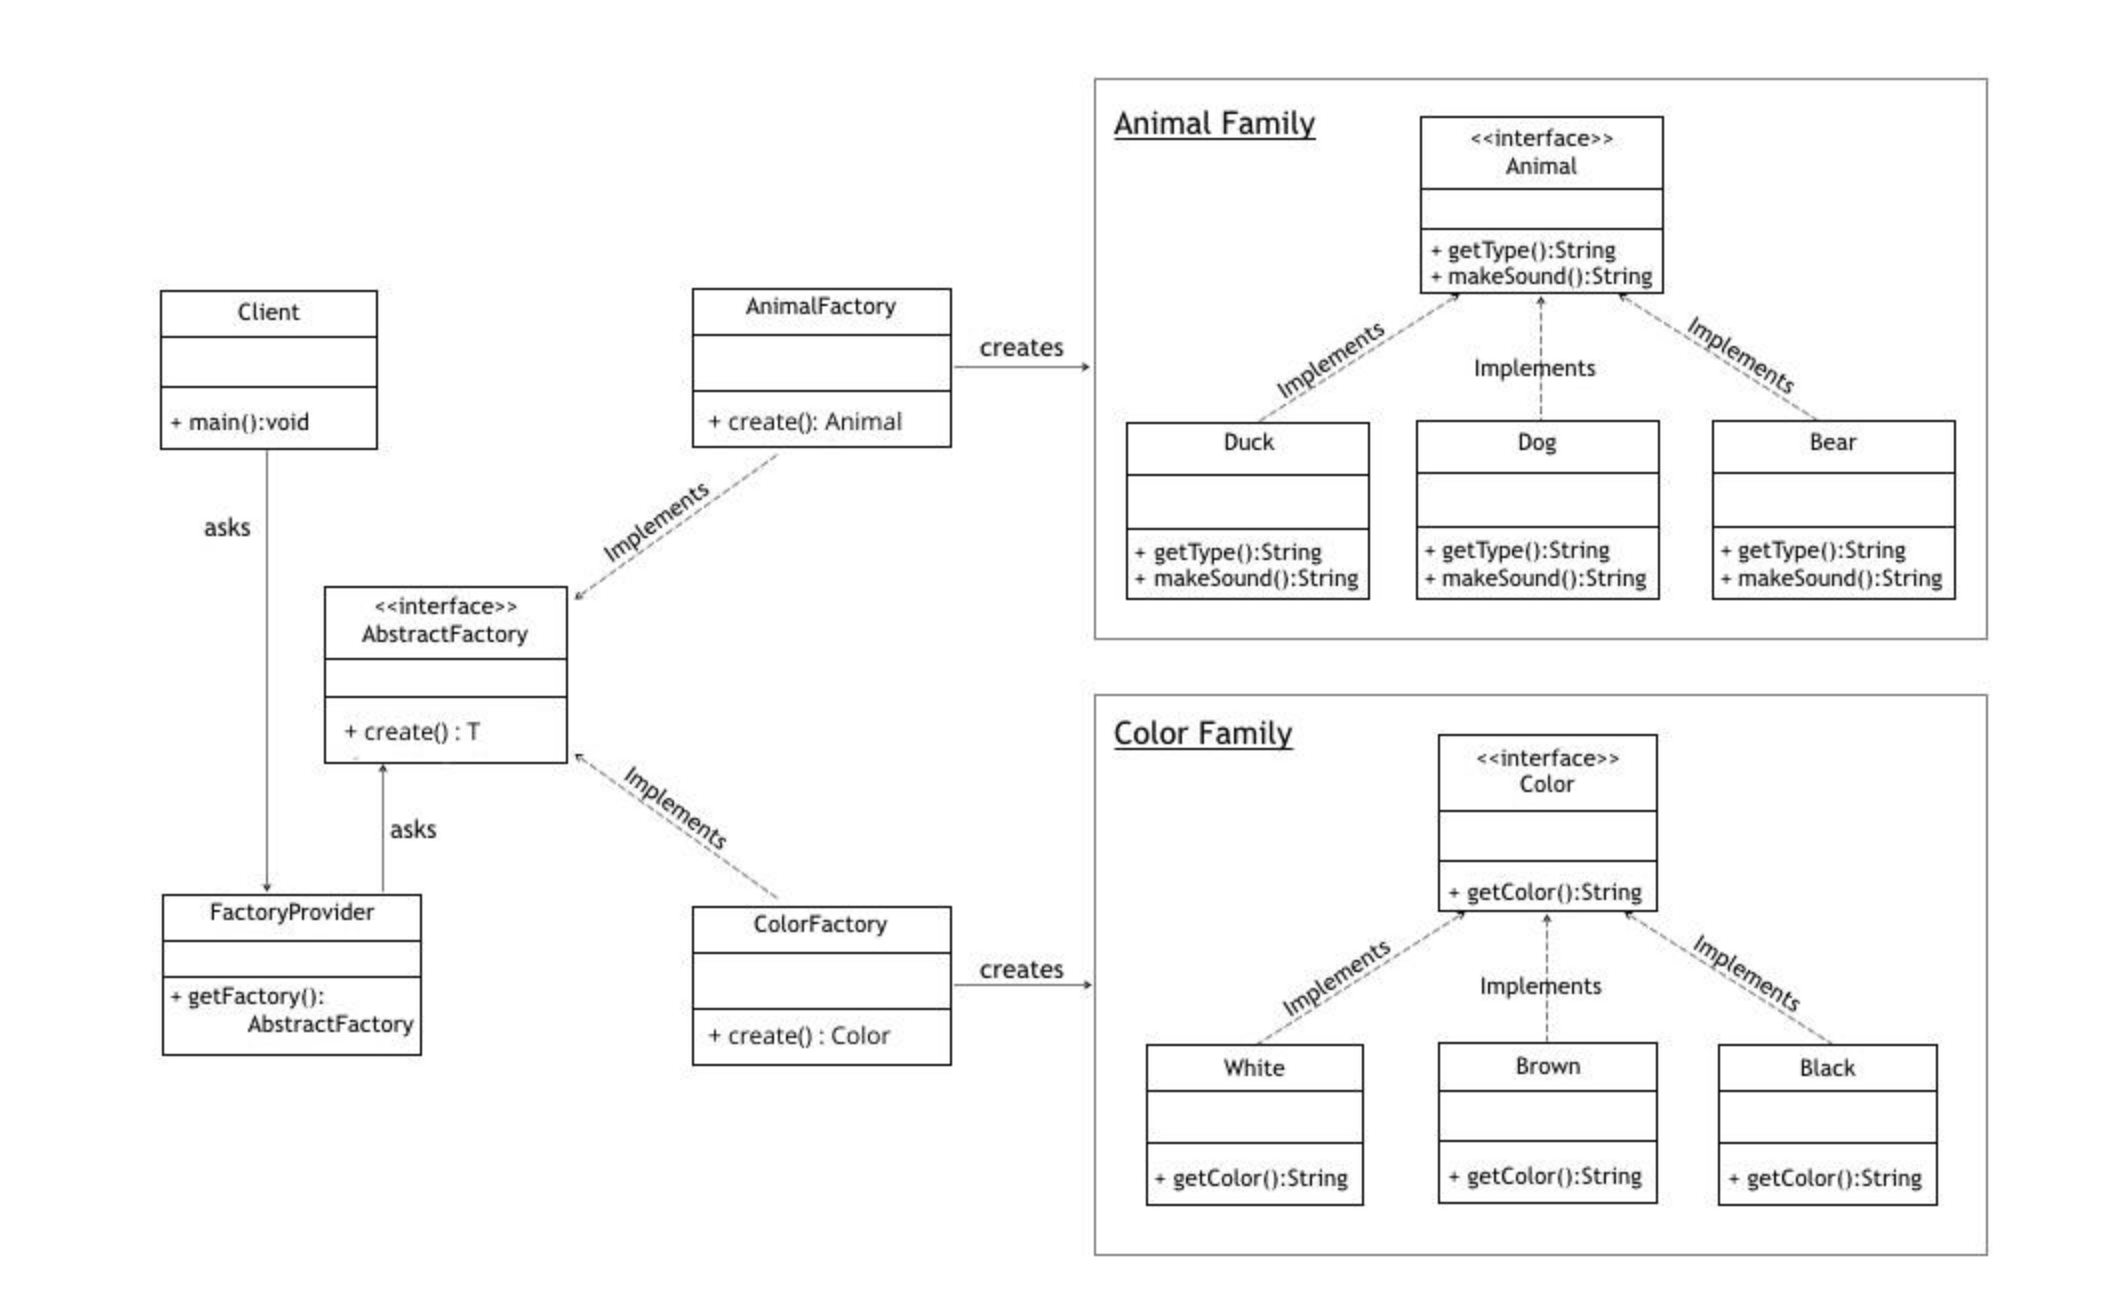 Animal Family
<<interface>>
Animal
+ getType():String
+ makeSound():String
Implements
Implements
Implements
Duck
+ getType():String
+ makeSound():String
Dog
+ getType():String
+ makeSound():String
Bear
+ getType():String
+ makeSound():String
Client
+ main():void
asks
AnimalFactory
+ create(): Animal
creates
Implements
<<interface>>
AbstractFactory
+ create() : T
asks
Implements
FactoryProvider
+ getFactory():
AbstractFactory
ColorFactory
+ create() : Color
creates
Color Family
<<interface>>
Color
+ getColor():String
Implements
Implements
Implements
White
+ getColor():String
Brown
+ getColor():String
Black
+ getColor():String